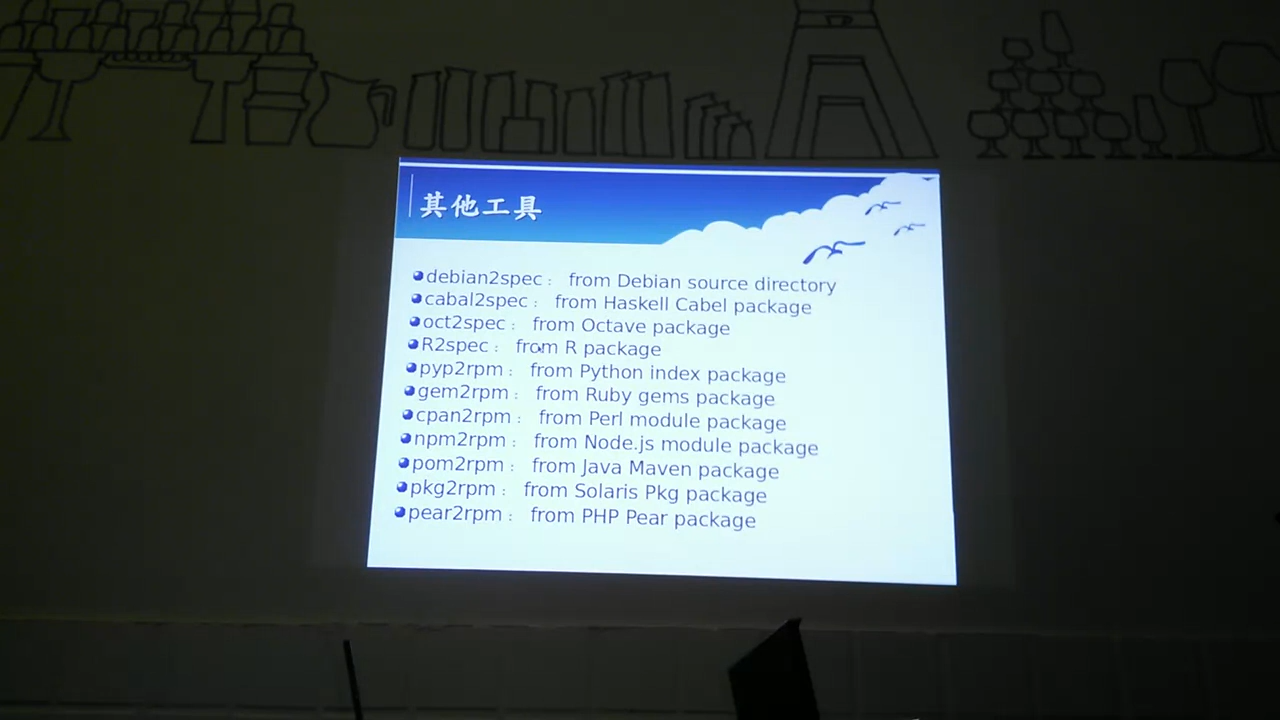 其他工具
debian2spec： from Debian source directory
cabal2spec： from Haskell Cabel package
oct2spec： from Octave package
R2spec： from R package
pyp2rpm： from Python index package
gem2rpm： from Ruby gems package
cpan2rpm： from Perl module package
npm2rpm： from Node.js module package
pom2rpm： from Java Maven package
pkg2rpm： from Solaris Pkg package
pear2rpm： from PHP Pear package